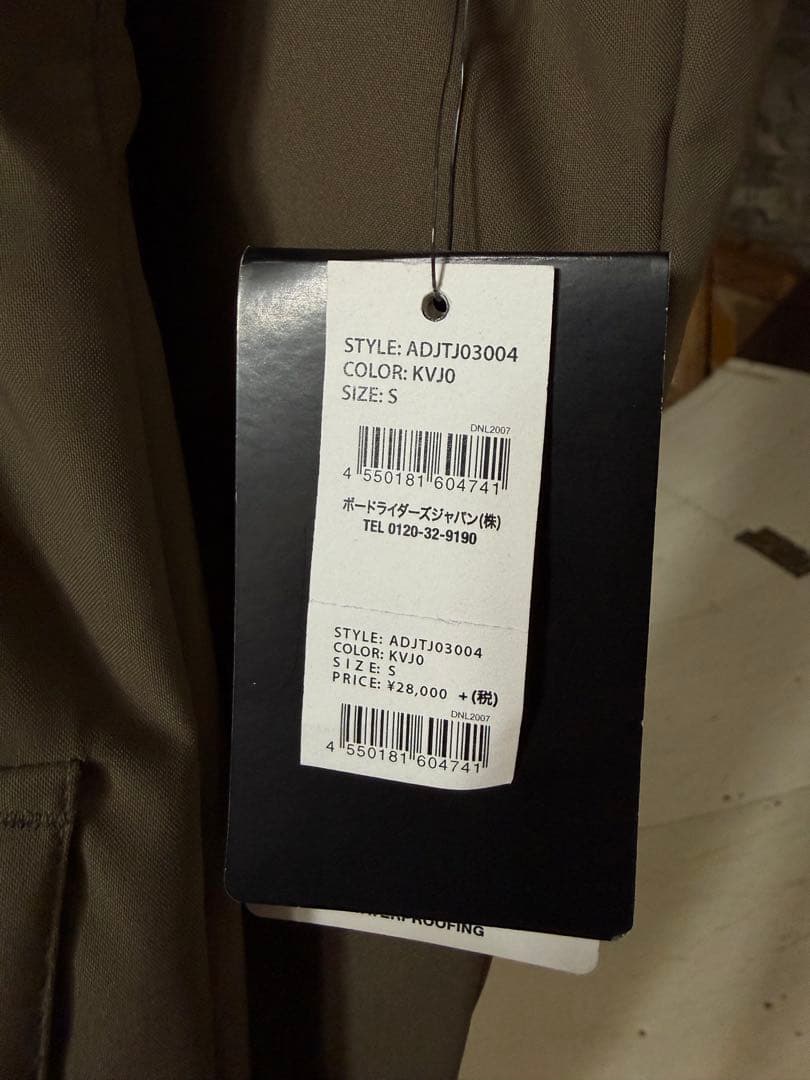 STYLE: ADJTJ03004
COLOR: KVJ0
SIZE: S
DNL2007
4 550181 604741
ボードライダーズジャパン(株)
TEL 0120-32-9190
STYLE: ADJTJ03004
COLOR: KVJ0
SIZE: S
PRICE: ¥28,000 +(税)
DNL2007
4 550181 604741